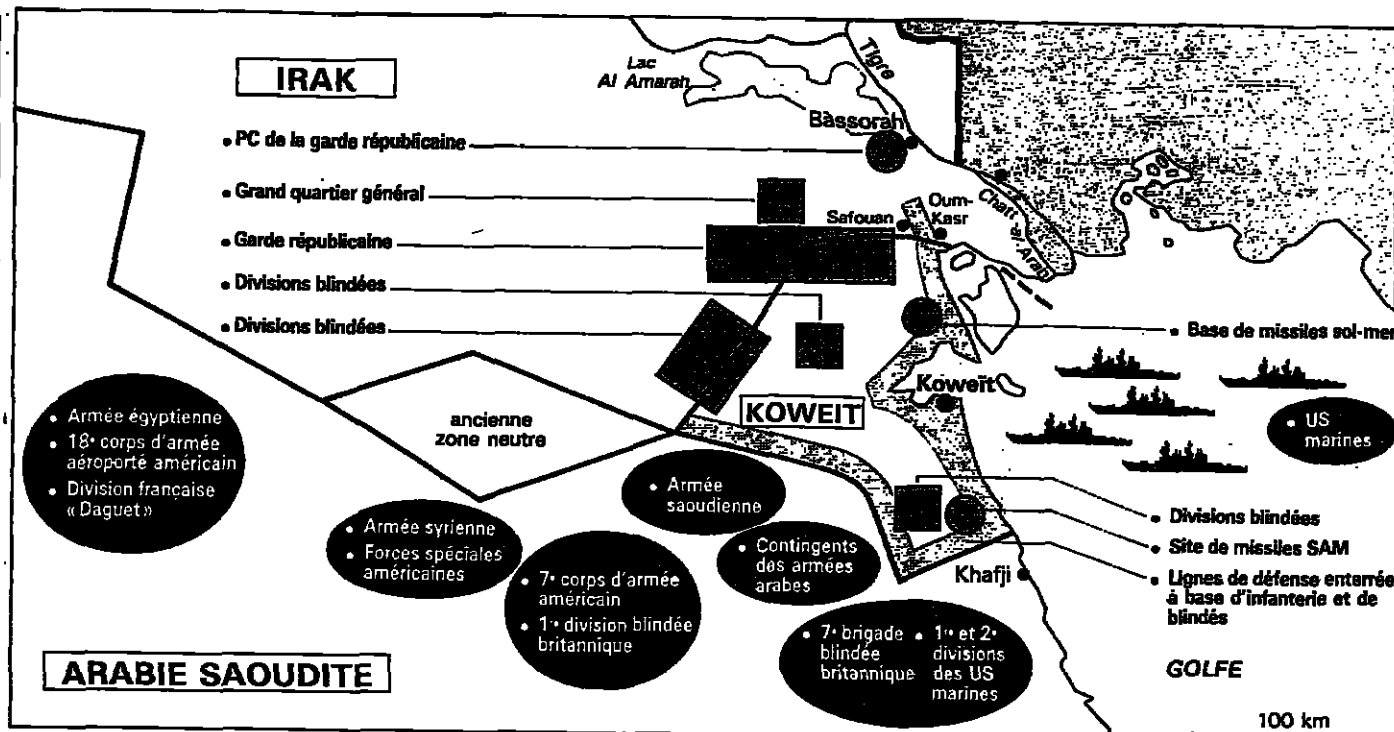 IRAK
Lac
Al Amarah
Tigre
Bassorah
• PC de la garde républicaine
• Grand quartier général
Safouan
Oum-
Kasr
Chatt el-Arab
• Garde républicaine
• Divisions blindées
• Divisions blindées
• Base de missiles sol-mer
Koweït
KOWEIT
• US
marines
ancienne
zone neutre
• Armée égyptienne
• 18e corps d'armée
aéroporté américain
• Division française
« Daguet »
• Armée syrienne
• Forces spéciales
américaines
• 7e corps d'armée
américain
• 1re division blindée
britannique
• Armée
saoudienne
• Contingents
des armées
arabes
• 7e brigade
blindée
britannique
• 1re et 2e
divisions
des US
marines
• Divisions blindées
• Site de missiles SAM
• Lignes de défense enterrée
à base d'infanterie et de
blindés
Khafji
GOLFE
ARABIE SAOUDITE
100 km